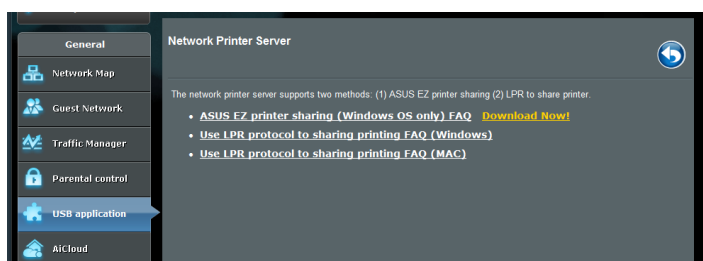 General
Network Map
Guest Network
Traffic Manager
Parental control
USB application
AiCloud
Network Printer Server
The network printer server supports two methods: (1) ASUS EZ printer sharing (2) LPR to share printer.
ASUS EZ printer sharing (Windows OS only) FAQ Download Now!
Use LPR protocol to sharing printing FAQ (Windows)
Use LPR protocol to sharing printing FAQ (MAC)